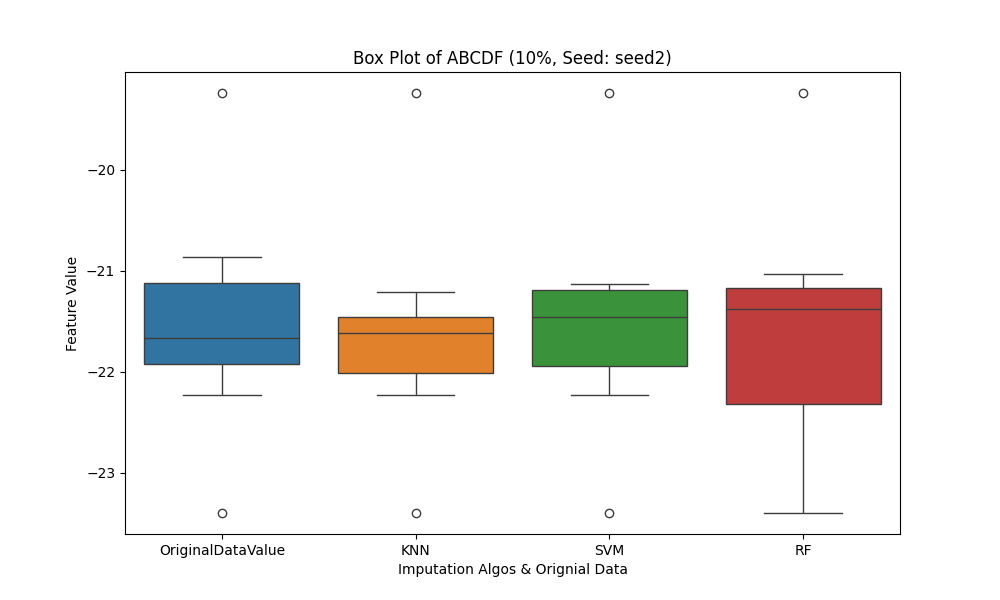 Box Plot of ABCDF (10%, Seed: seed2)
Feature Value
−20
−21
−22
−23
OriginalDataValue KNN SVM RF
Imputation Algos & Orignial Data